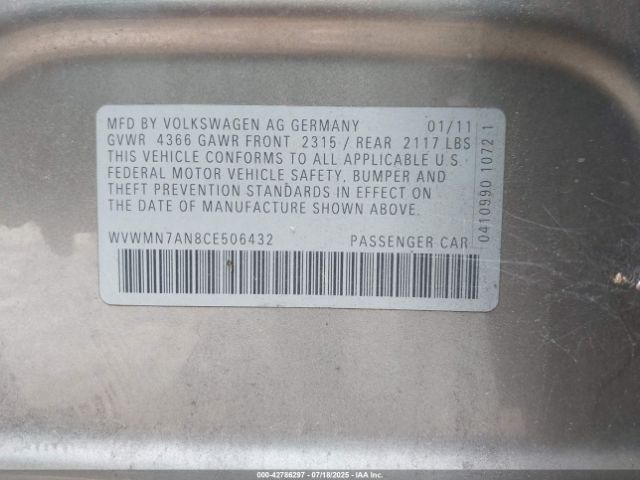 MFD BY VOLKSWAGEN AG GERMANY 01/11
GVWR 4366 GAWR FRONT 2315 / REAR 2117 LBS
THIS VEHICLE CONFORMS TO ALL APPLICABLE U.S
FEDERAL MOTOR VEHICLE SAFETY, BUMPER AND
THEFT PREVENTION STANDARDS IN EFFECT ON
THE DATE OF MANUFACTURE SHOWN ABOVE.
WVWMN7AN8CE506432 PASSENGER CAR
0410990 1072 1
000-42786297 - 07/18/2025 - IAAI.COM